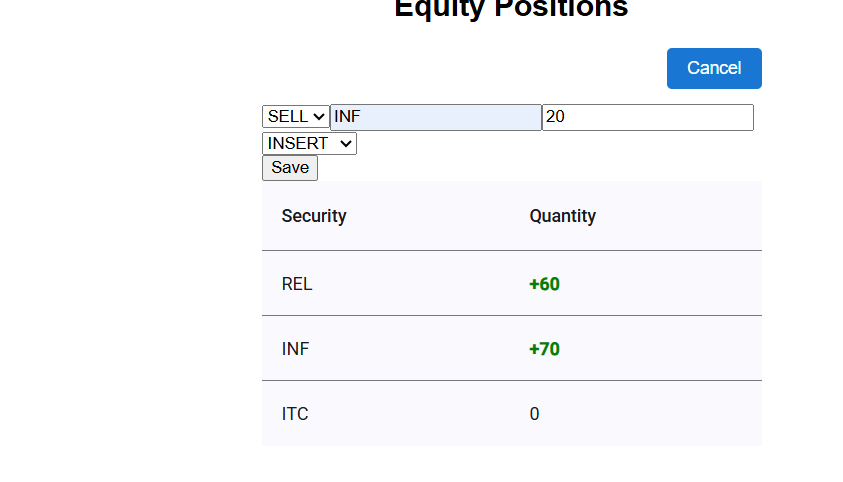 Equity Positions
Cancel
SELL INF 20
INSERT
Save
Security Quantity
REL +60
INF +70
ITC 0